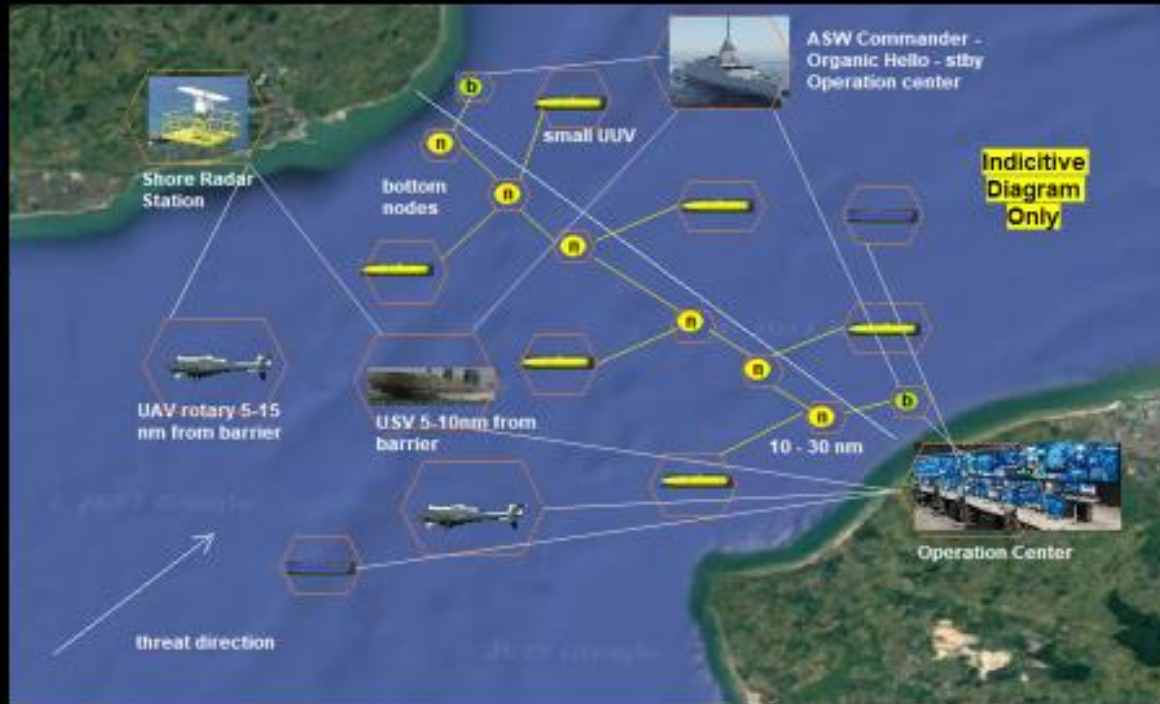 ASW Commander -
Organic Hello - stby
Operation center
b
small UUV
n
Indicitive
Diagram
Only
Shore Radar
Station
bottom
nodes
n
n
n
n
UAV rotary 5-15
nm from barrier
USV 5-10nm from
barrier
b
n
10 - 30 nm
Operation Center
threat direction